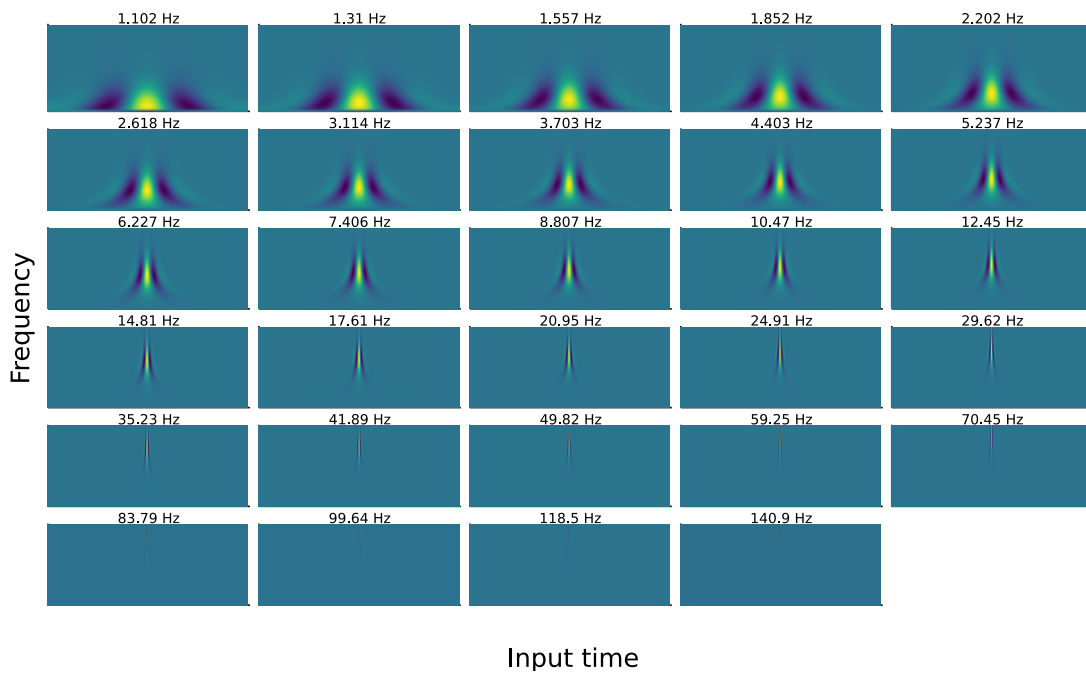 1.102 Hz 1.31 Hz 1.557 Hz 1.852 Hz 2.202 Hz
2.618 Hz 3.114 Hz 3.703 Hz 4.403 Hz 5.237 Hz
6.227 Hz 7.406 Hz 8.807 Hz 10.47 Hz 12.45 Hz
14.81 Hz 17.61 Hz 20.95 Hz 24.91 Hz 29.62 Hz
35.23 Hz 41.89 Hz 49.82 Hz 59.25 Hz 70.45 Hz
83.79 Hz 99.64 Hz 118.5 Hz 140.9 Hz
Frequency
Input time